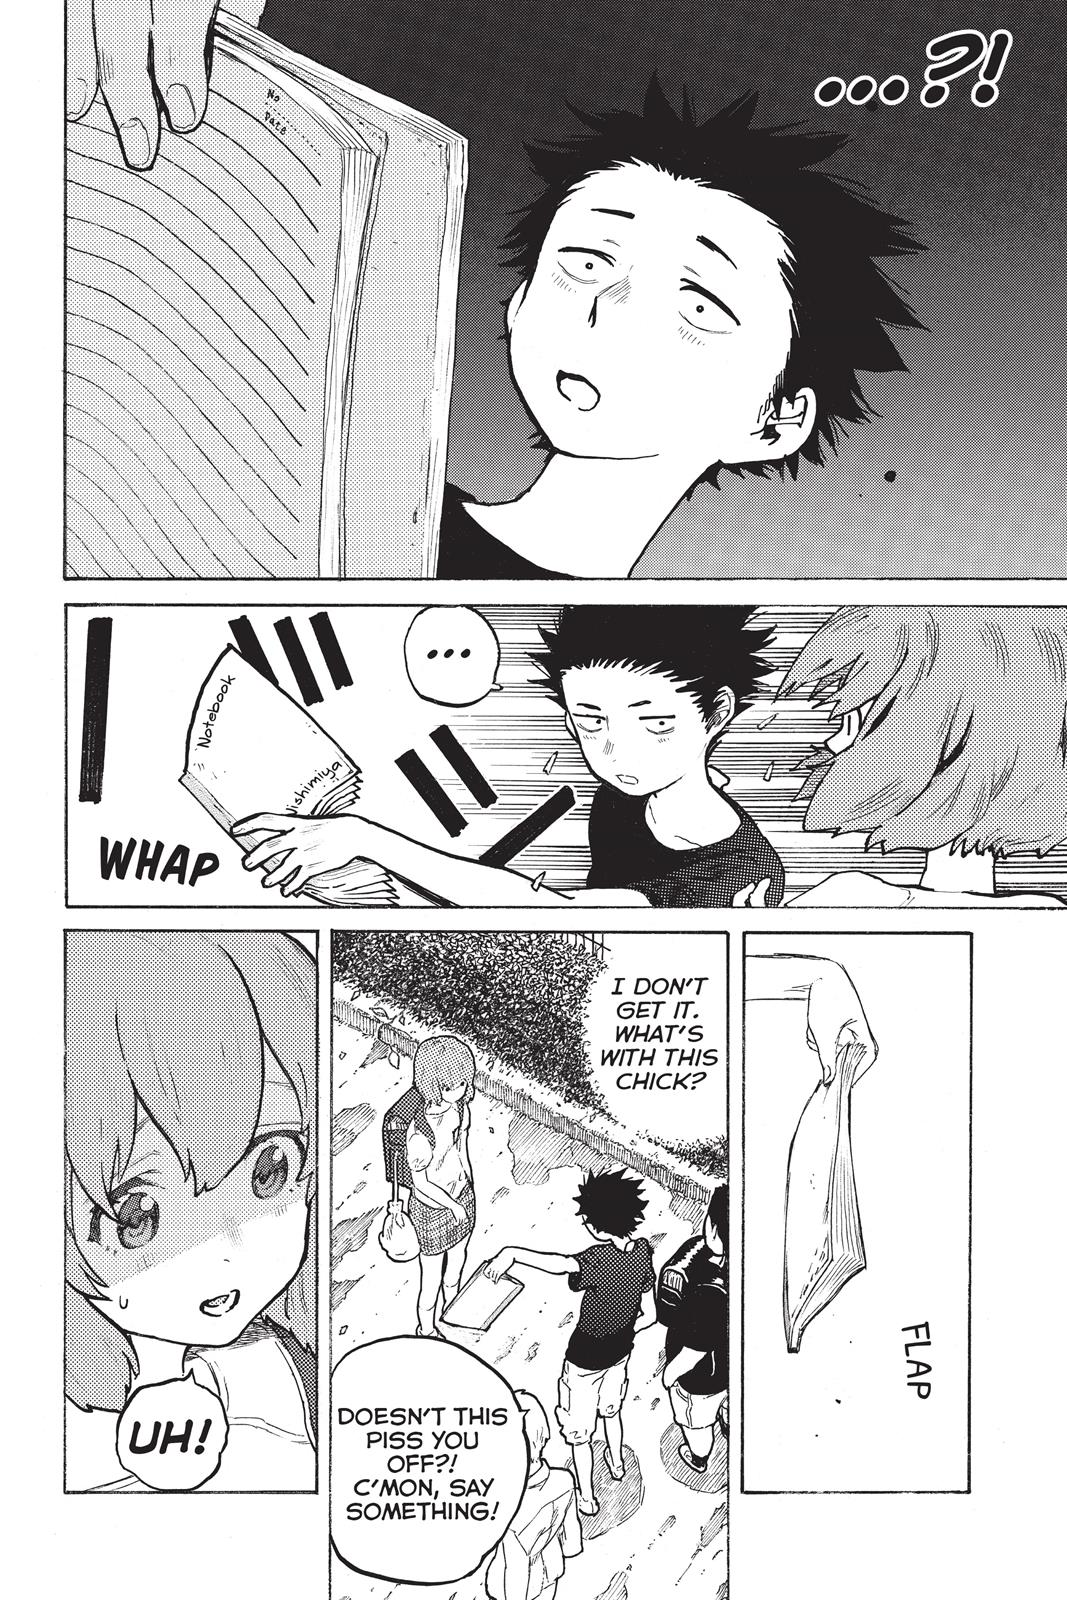 ...?!
No
Date
...
Notebook
Nishimiya
WHAP
FLAP
I DON'T
GET IT.
WHAT'S
WITH THIS
CHICK?
DOESN'T THIS
PISS YOU
OFF?!
C'MON, SAY
SOMETHING!
UH!